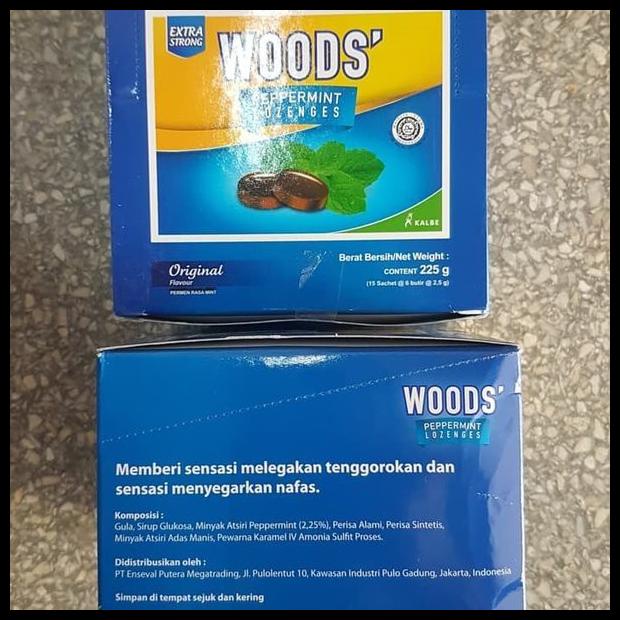 EXTRA
STRONG
WOODS'
PEPPERMINT
LOZENGES
KALBE
Original
Flavour
PERMEN RASA MINT
Berat Bersih/Net Weight :
CONTENT 225 g
(15 Sachet @ 6 butir @ 2,5 g)
WOODS'
PEPPERMINT
LOZENGES
Memberi sensasi melegakan tenggorokan dan
sensasi menyegarkan nafas.
Komposisi :
Gula, Sirup Glukosa, Minyak Atsiri Peppermint (2,25%), Perisa Alami, Perisa Sintetis,
Minyak Atsiri Adas Manis, Pewarna Karamel IV Amonia Sulfit Proses.
Didistribusikan oleh :
PT Enseval Putera Megatrading, Jl. Pulolentut 10, Kawasan Industri Pulo Gadung, Jakarta, Indonesia
Simpan di tempat sejuk dan kering